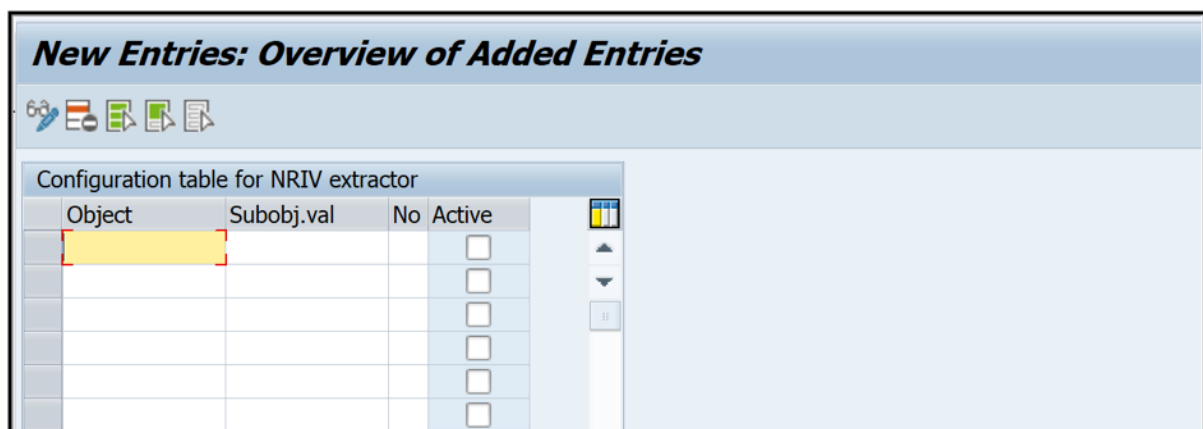 New Entries: Overview of Added Entries
Configuration table for NRIV extractor
Object Subobj.val No Active